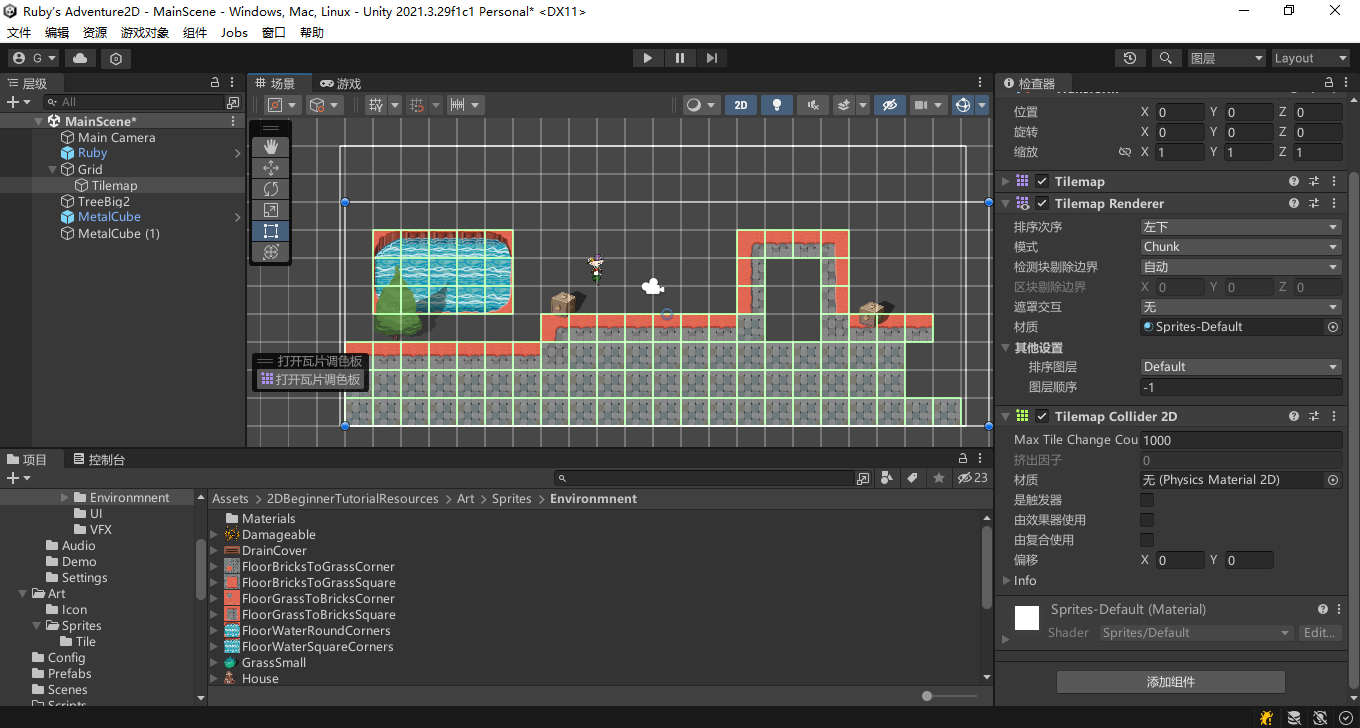 Ruby's Adventure2D - MainScene - Windows, Mac, Linux - Unity 2021.3.29f1c1 Personal* <DX11>
文件 编辑 资源 游戏对象 组件 Jobs 窗口 帮助
G
图层
Layout
层级
All
MainScene*
Main Camera
Ruby
Grid
Tilemap
TreeBig2
MetalCube
MetalCube (1)
场景
游戏
2D
打开瓦片调色板
打开瓦片调色板
检查器
位置 X 0 Y 0 Z 0
旋转 X 0 Y 0 Z 0
缩放 X 1 Y 1 Z 1
Tilemap
Tilemap Renderer
排序次序 左下
模式 Chunk
检测块剔除边界 自动
区块剔除边界 X 0 Y 0 Z 0
遮罩交互 无
材质 Sprites-Default
其他设置
排序图层 Default
图层顺序 -1
Tilemap Collider 2D
Max Tile Change Cou 1000
挤出因子 0
材质 无 (Physics Material 2D)
是触发器
由效果器使用
由复合使用
偏移 X 0 Y 0
Info
Sprites-Default (Material)
Shader Sprites/Default Edit...
添加组件
项目
控制台
23
Environmnent
UI
VFX
Audio
Demo
Settings
Art
Icon
Sprites
Tile
Config
Prefabs
Scenes
Scripts
Assets > 2DBeginnerTutorialResources > Art > Sprites > Environmnent
Materials
Damageable
DrainCover
FloorBricksToGrassCorner
FloorBricksToGrassSquare
FloorGrassToBricksCorner
FloorGrassToBricksSquare
FloorWaterRoundCorners
FloorWaterSquareCorners
GrassSmall
House